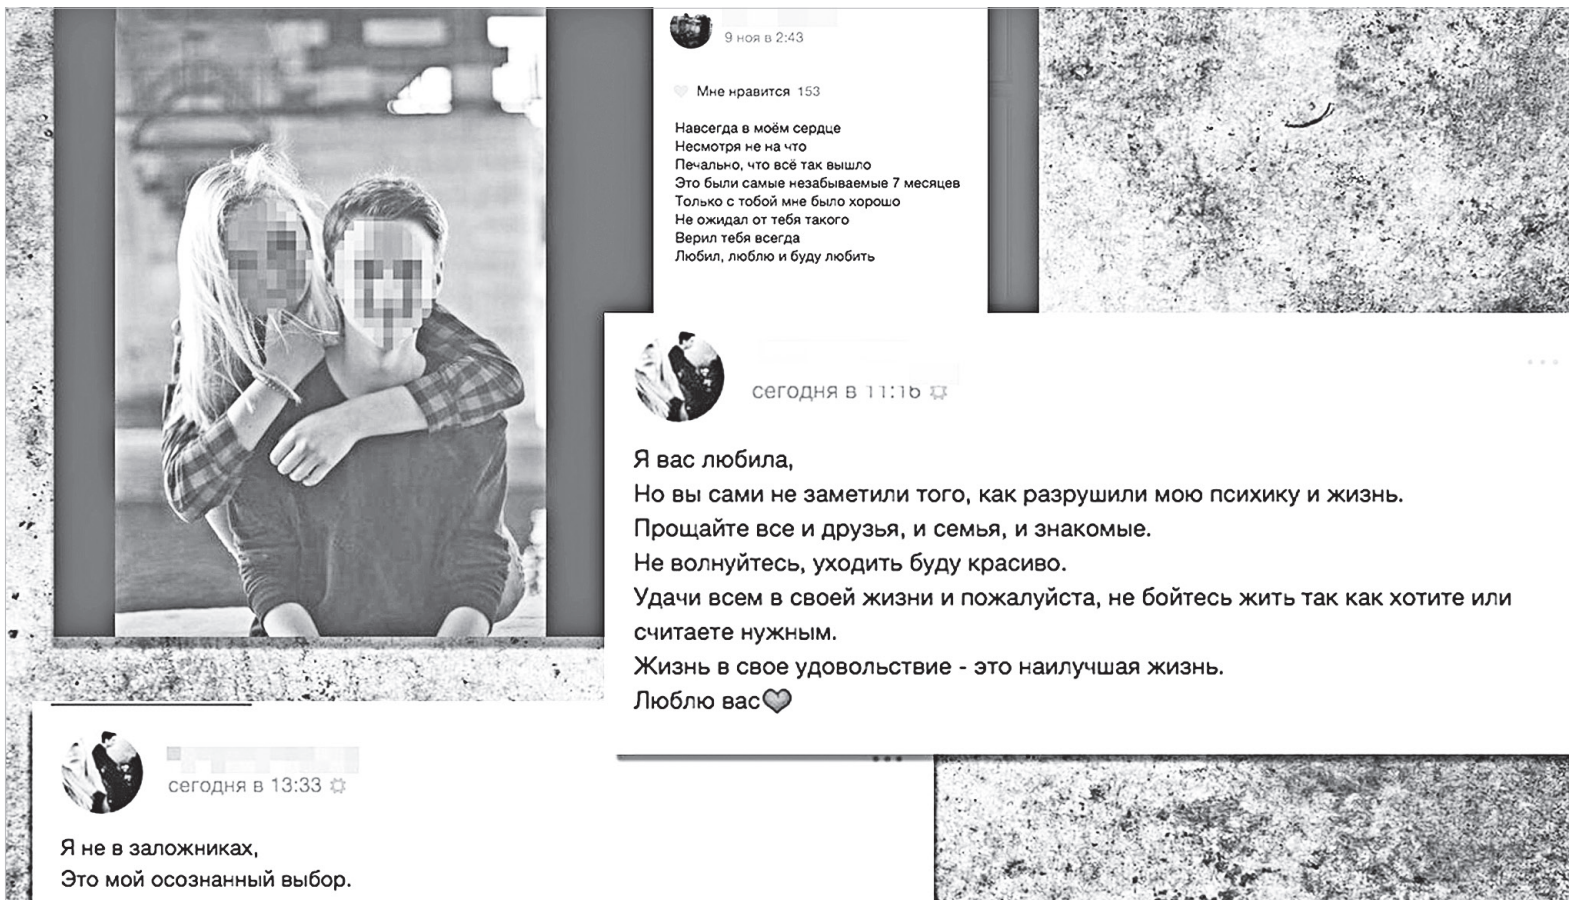 9 ноя в 2:43
Мне нравится 153
Навсегда в моём сердце
Несмотря не на что
Печально, что всё так вышло
Это были самые незабываемые 7 месяцев
Только с тобой мне было хорошо
Не ожидал от тебя такого
Верил тебя всегда
Любил, люблю и буду любить
сегодня в 11:16
Я вас любила,
Но вы сами не заметили того, как разрушили мою психику и жизнь.
Прощайте все и друзья, и семья, и знакомые.
Не волнуйтесь, уходить буду красиво.
Удачи всем в своей жизни и пожалуйста, не бойтесь жить так как хотите или
считаете нужным.
Жизнь в свое удовольствие - это наилучшая жизнь.
Люблю вас
сегодня в 13:33
Я не в заложниках,
Это мой осознанный выбор.